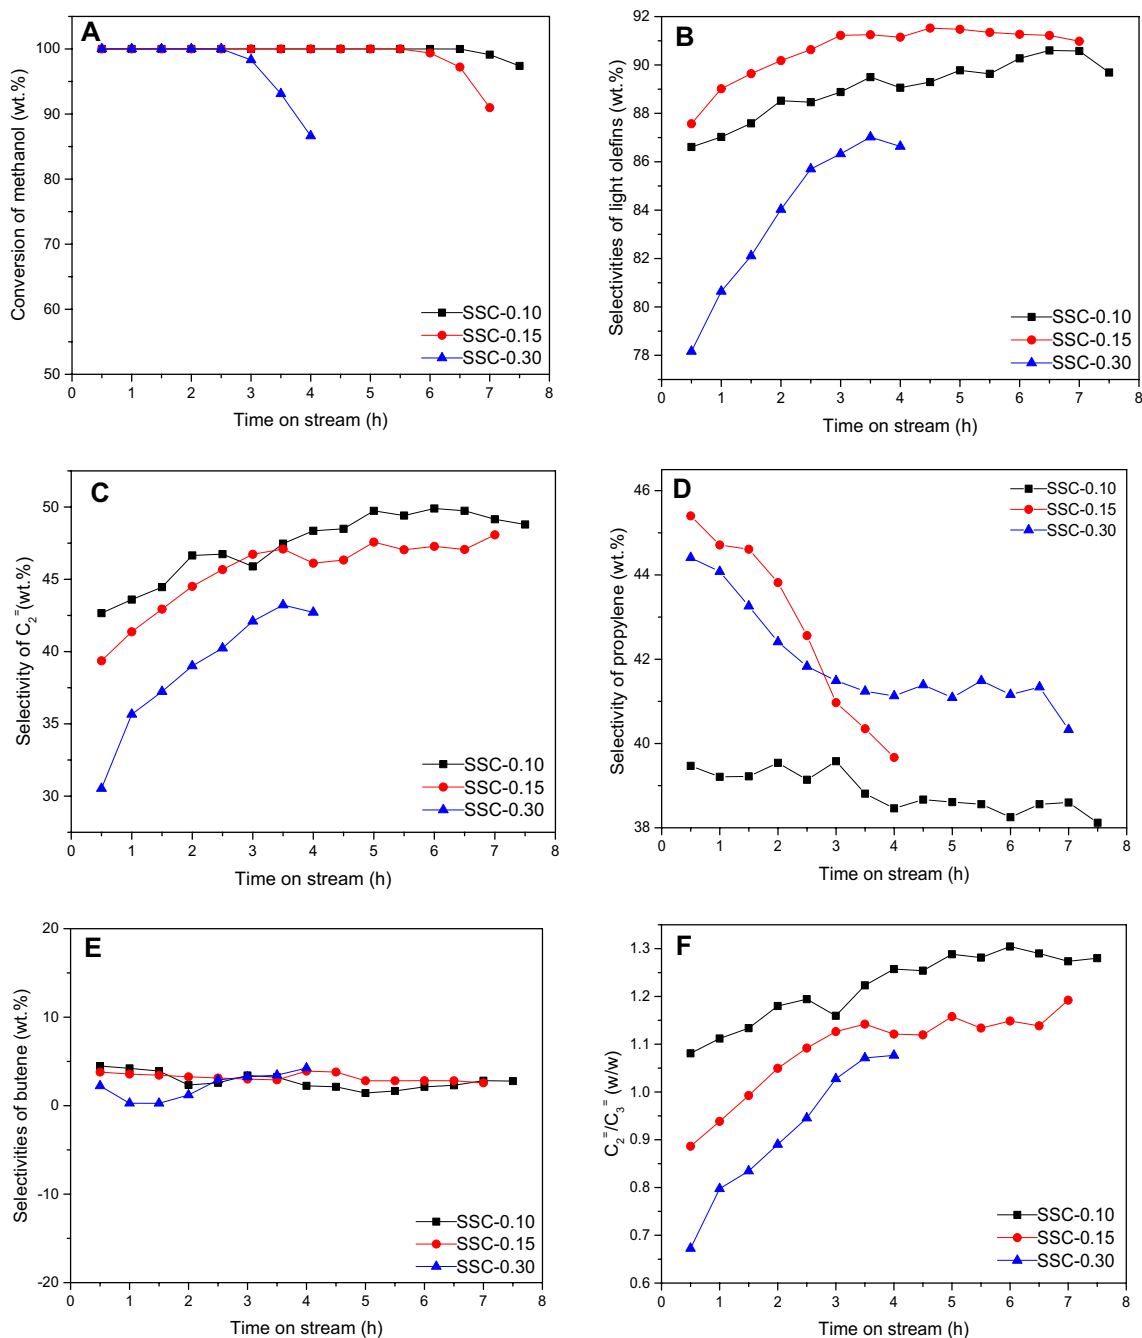 A
Conversion of methanol (wt.%)
100
90
80
70
60
50
0 1 2 3 4 5 6 7 8
Time on stream (h)
SSC-0.10
SSC-0.15
SSC-0.30
B
Selectivities of light olefins (wt.%)
92
90
88
86
84
82
80
78
0 1 2 3 4 5 6 7 8
Time on stream (h)
SSC-0.10
SSC-0.15
SSC-0.30
C
Selectivity of C2=(wt.%)
50
45
40
35
30
0 1 2 3 4 5 6 7 8
Time on stream (h)
SSC-0.10
SSC-0.15
SSC-0.30
D
Selectivity of propylene (wt.%)
46
44
42
40
38
0 1 2 3 4 5 6 7 8
Time on stream (h)
SSC-0.10
SSC-0.15
SSC-0.30
E
Selectivities of butene (wt.%)
20
10
0
-10
-20
0 1 2 3 4 5 6 7 8
Time on stream (h)
SSC-0.10
SSC-0.15
SSC-0.30
F
C2=/C3= (w/w)
1.3
1.2
1.1
1.0
0.9
0.8
0.7
0.6
0 1 2 3 4 5 6 7 8
Time on stream (h)
SSC-0.10
SSC-0.15
SSC-0.30